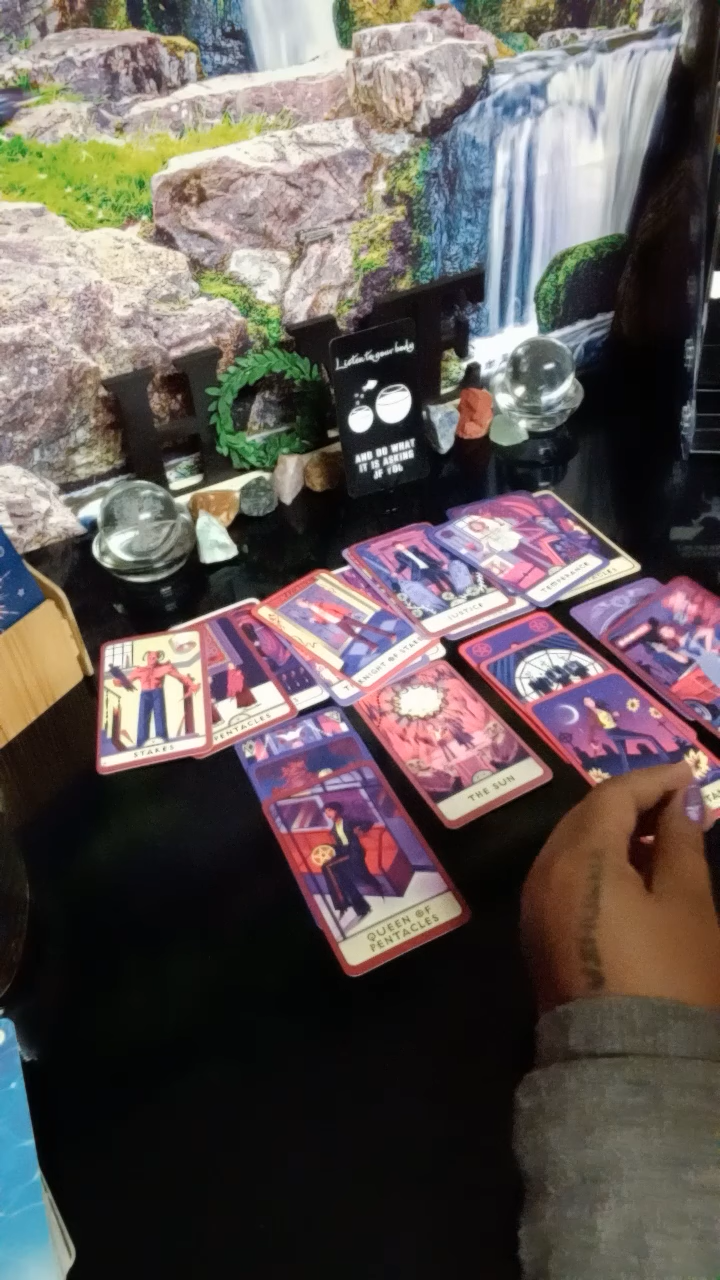 Listen to your body
AND DO WHAT
IT IS ASKING
OF YOU
TEMPERANCE
JUSTICE
KNIGHT OF
STAKES
PENTACLES
THE SUN
QUEEN OF
PENTACLES